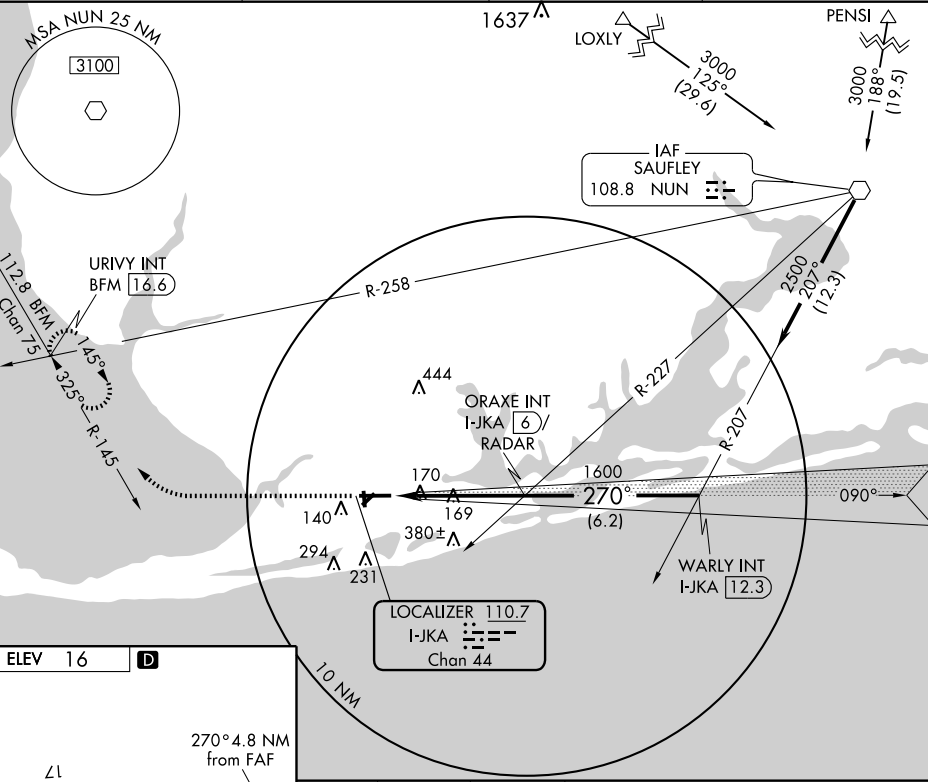 MSA NUN 25 NM
3100
1637
LOXLY
3000
125°
(29.6)
PENSI
3000
188°
(19.5)
IAF
SAUFLEY
108.8 NUN
2500
207°
(12.3)
R-258
R-227
R-207
URIVY INT
BFM 16.6
112.8 BFM
Chan 75
145°
325°
R-145
444
ORAXE INT
I-JKA 6/
RADAR
170
169
1600
270°
(6.2)
090°
140
380±
294
231
WARLY INT
I-JKA 12.3
LOCALIZER 110.7
I-JKA
Chan 44
10 NM
ELEV 16 D
270° 4.8 NM
from FAF
17